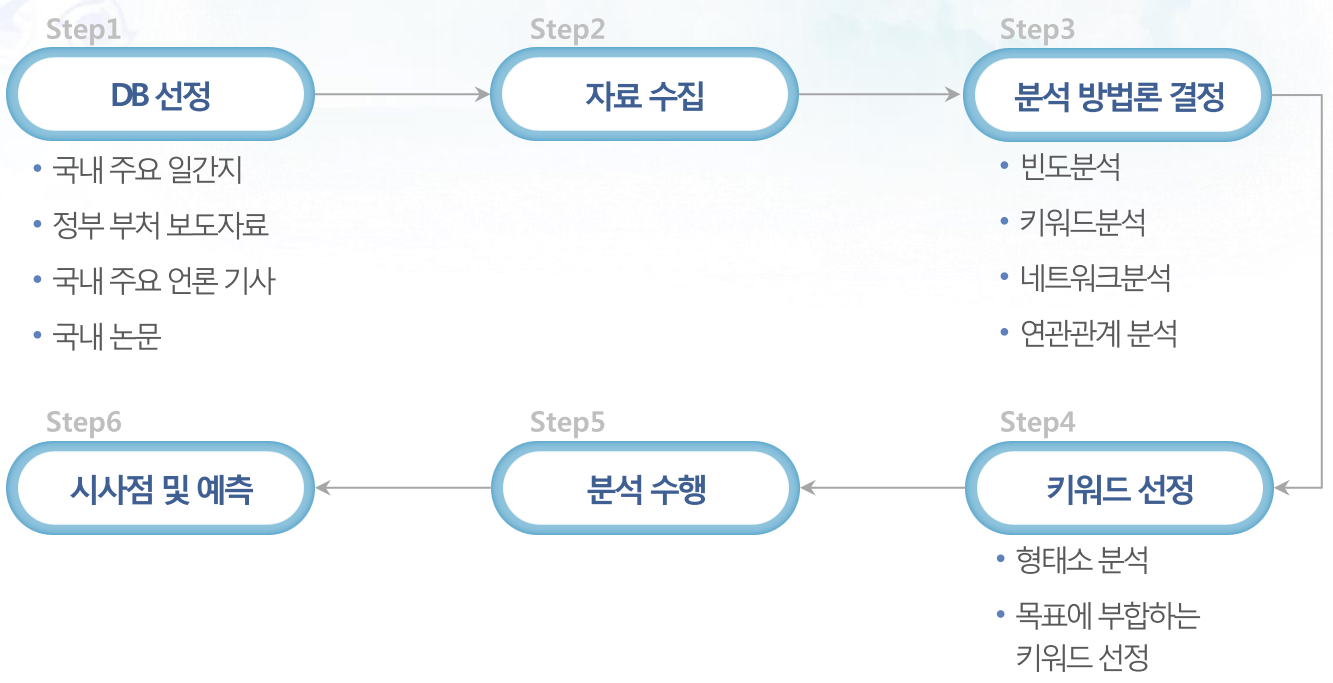 Step1
DB 선정
• 국내 주요 일간지
• 정부 부처 보도자료
• 국내 주요 언론 기사
• 국내 논문
Step2
자료 수집
Step3
분석 방법론 결정
• 빈도분석
• 키워드분석
• 네트워크분석
• 연관관계 분석
Step4
키워드 선정
• 형태소 분석
• 목표에 부합하는
키워드 선정
Step5
분석 수행
Step6
시사점 및 예측